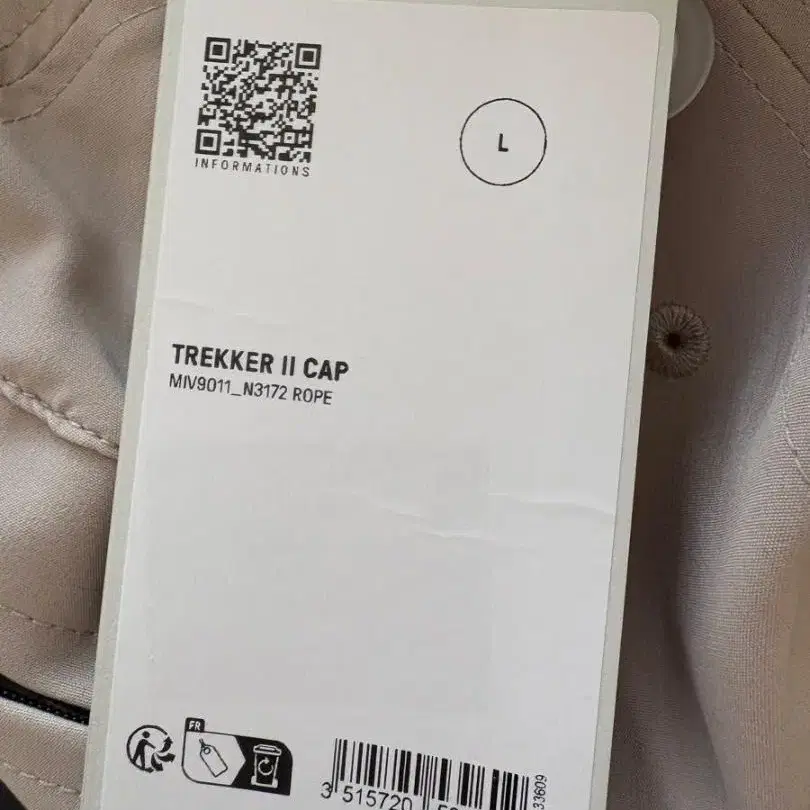 INFORMATIONS
L
TREKKER II CAP
MIV9011_N3172 ROPE
FR
3 515720
33609